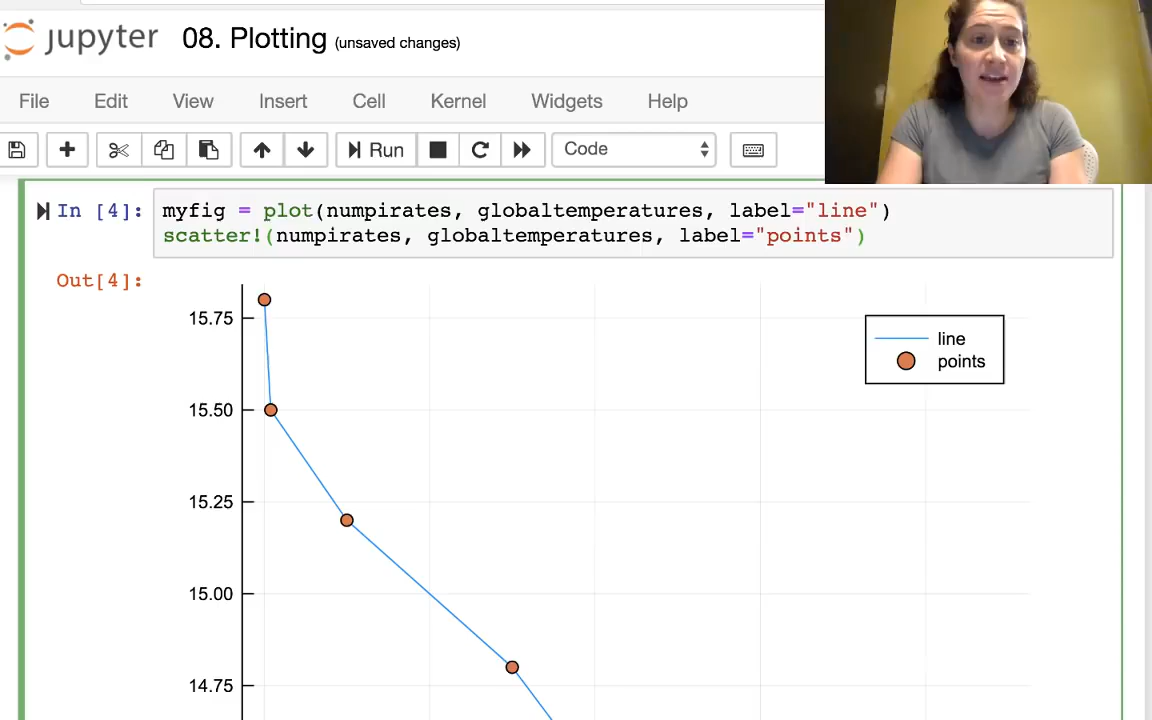 jupyter 08. Plotting (unsaved changes)
File Edit View Insert Cell Kernel Widgets Help
Run Code
In [4]: myfig = plot(numpirates, globaltemperatures, label="line")
scatter!(numpirates, globaltemperatures, label="points")
Out[4]:
15.75
line
points
15.50
15.25
15.00
14.75